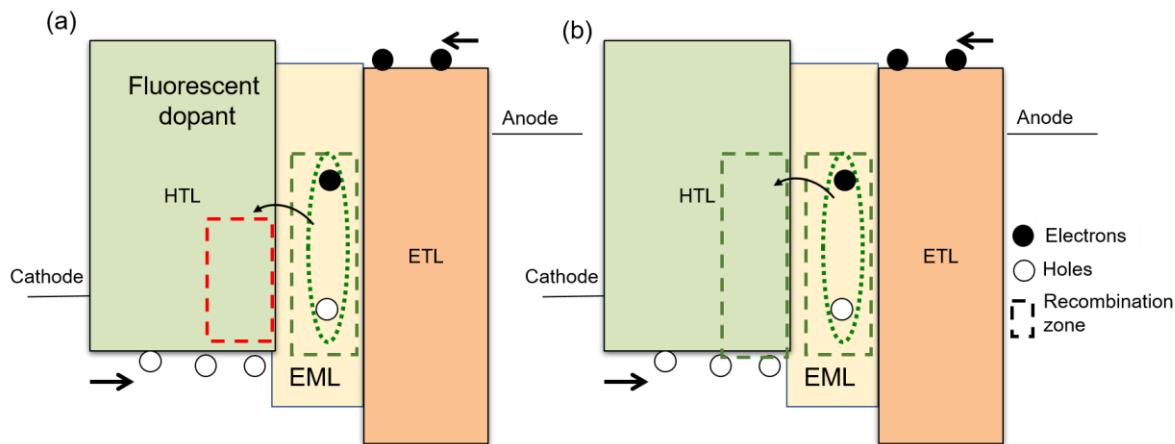 (a)
Fluorescent
dopant
HTL
Cathode
EML
ETL
Anode
(b)
HTL
Cathode
EML
ETL
Anode
Electrons
Holes
Recombination
zone